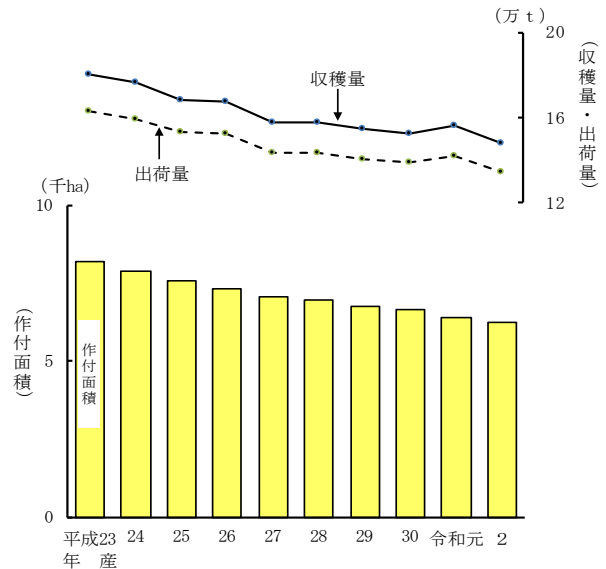 （万ｔ）
20
16
12
（収穫量・出荷量）
収穫量
出荷量
（千ha）
10
5
0
（作付面積）
作付面積
平成23 24 25 26 27 28 29 30 令和元 2
年 産